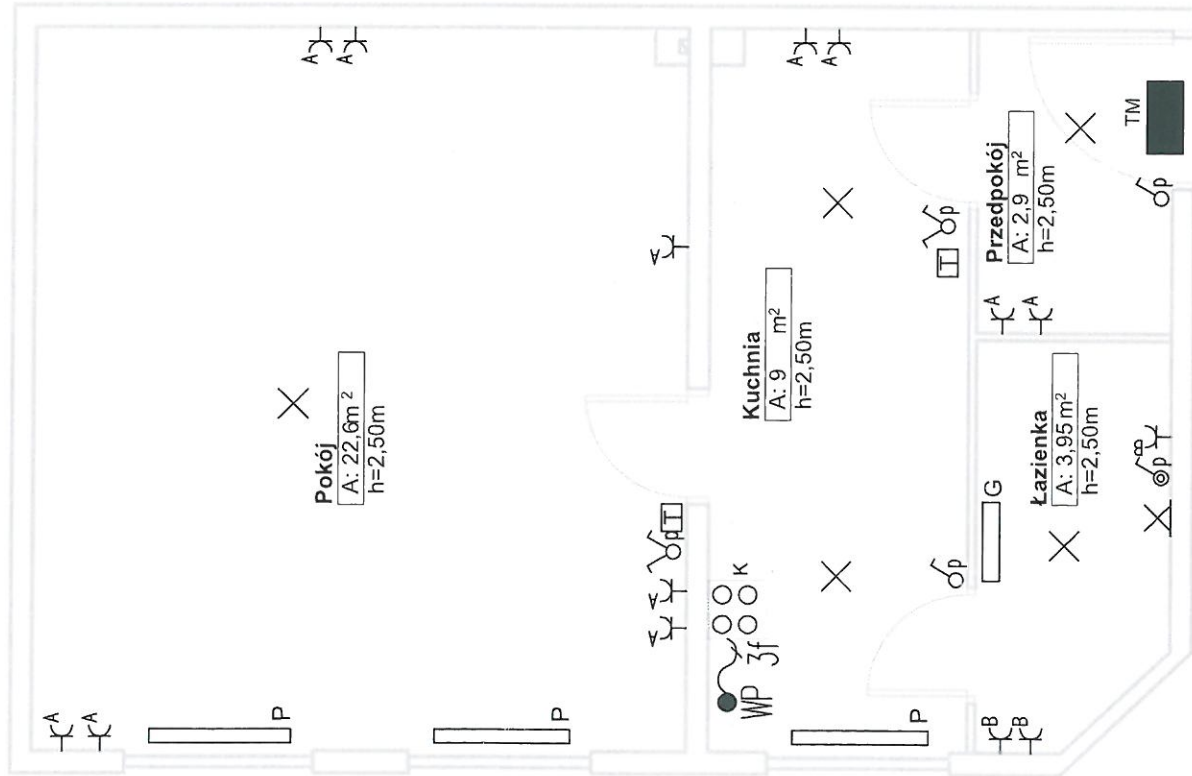 A
A
A
A
A
A
A
A
A
A
A
Pokój
A: 22,6m²
h=2,50m
p
T
P
P
P
Kuchnia
A: 9 m²
h=2,50m
K
3f
WP
T
p
p
Przedpokój
A: 2,9 m²
h=2,50m
TM
p
G
Łazienka
A: 3,95m²
h=2,50m
p
B
B